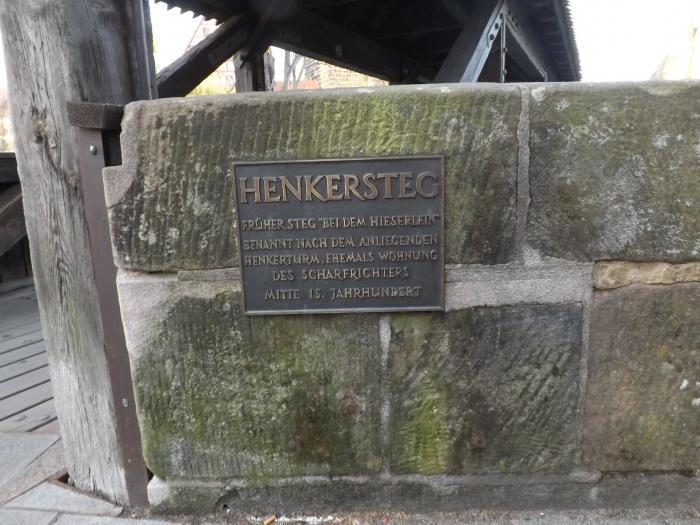 HENKERSTEG
FRÜHER STEG "BEI DEM HIESERLEIN"
BENANNT NACH DEM ANLIEGENDEN
HENKERTURM, EHEMALS WOHNUNG
DES SCHARFRICHTERS
MITTE 15. JAHRHUNDERT